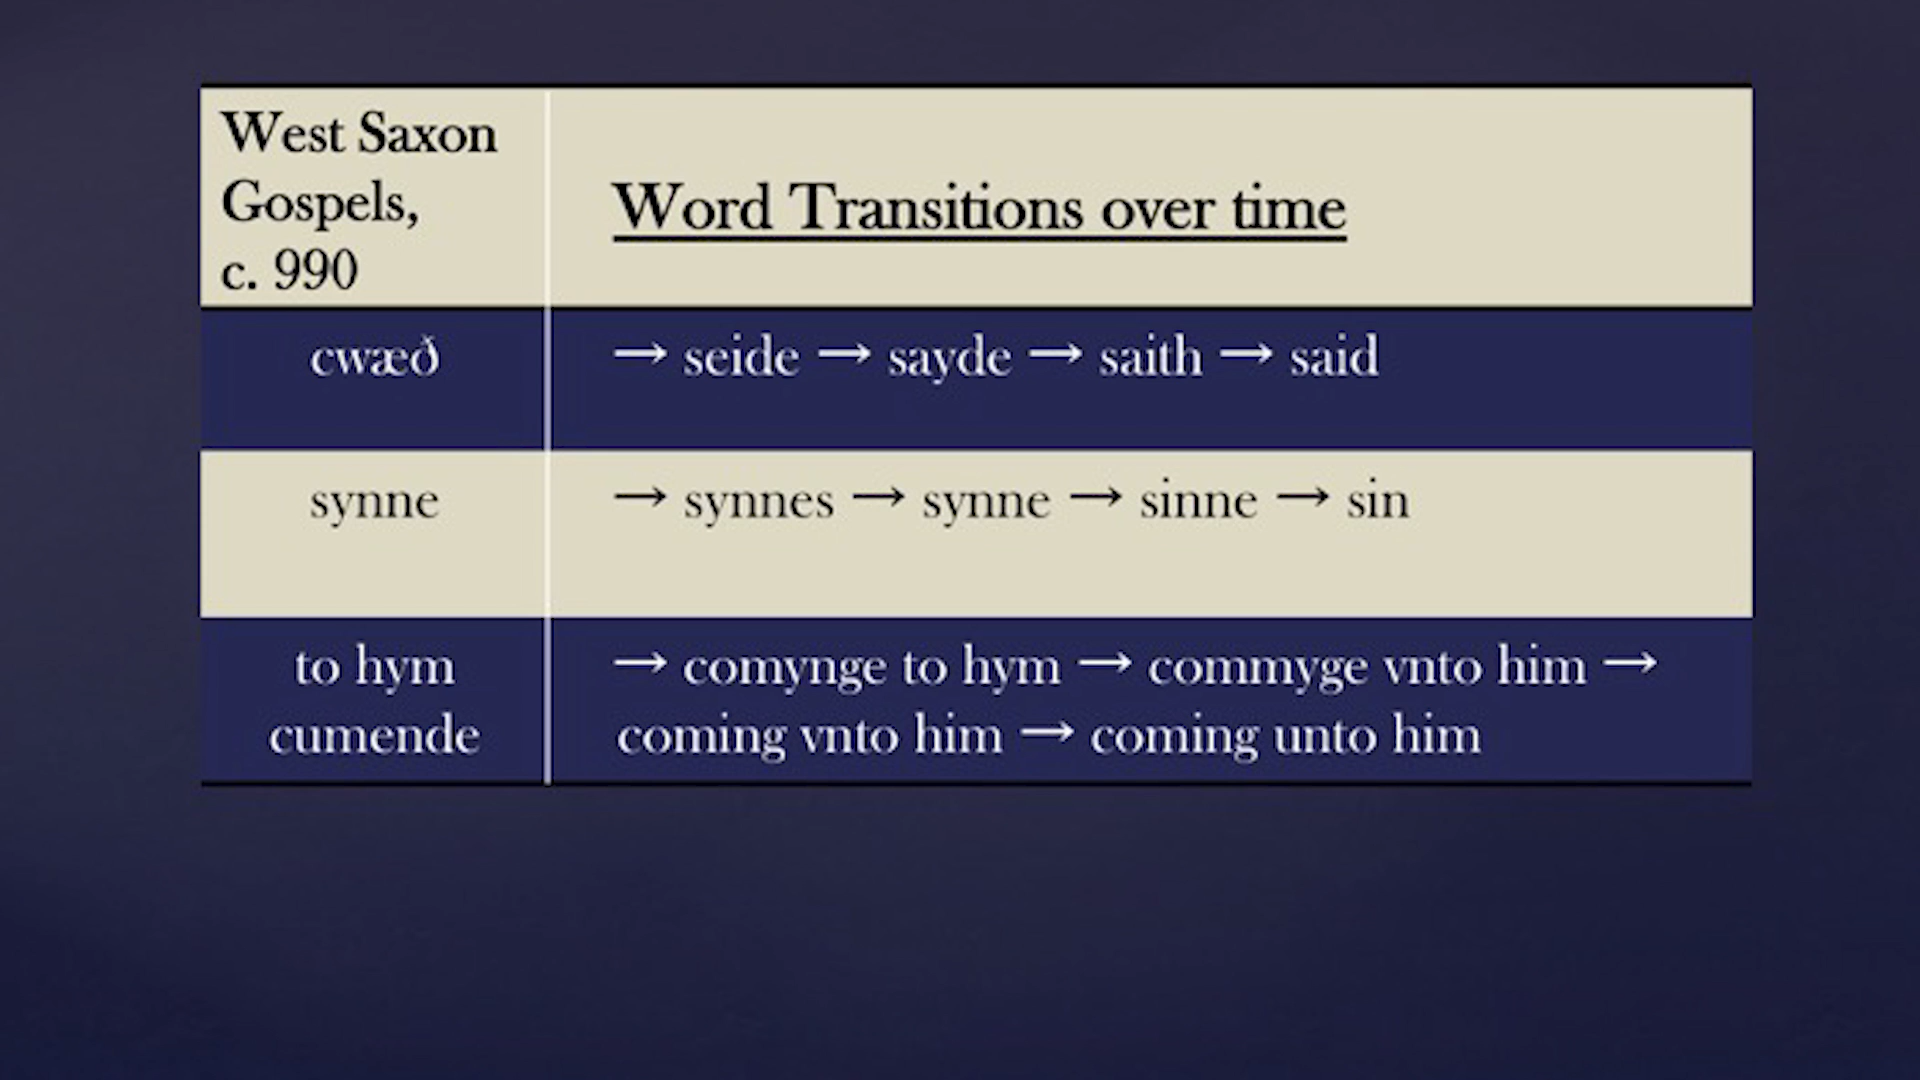 West Saxon
Gospels,
c. 990
Word Transitions over time
cwæð
→ seide → sayde → saith → said
synne
→ synnes → synne → sinne → sin
to hym
cumende
→ comynge to hym → commyge vnto him →
coming vnto him → coming unto him